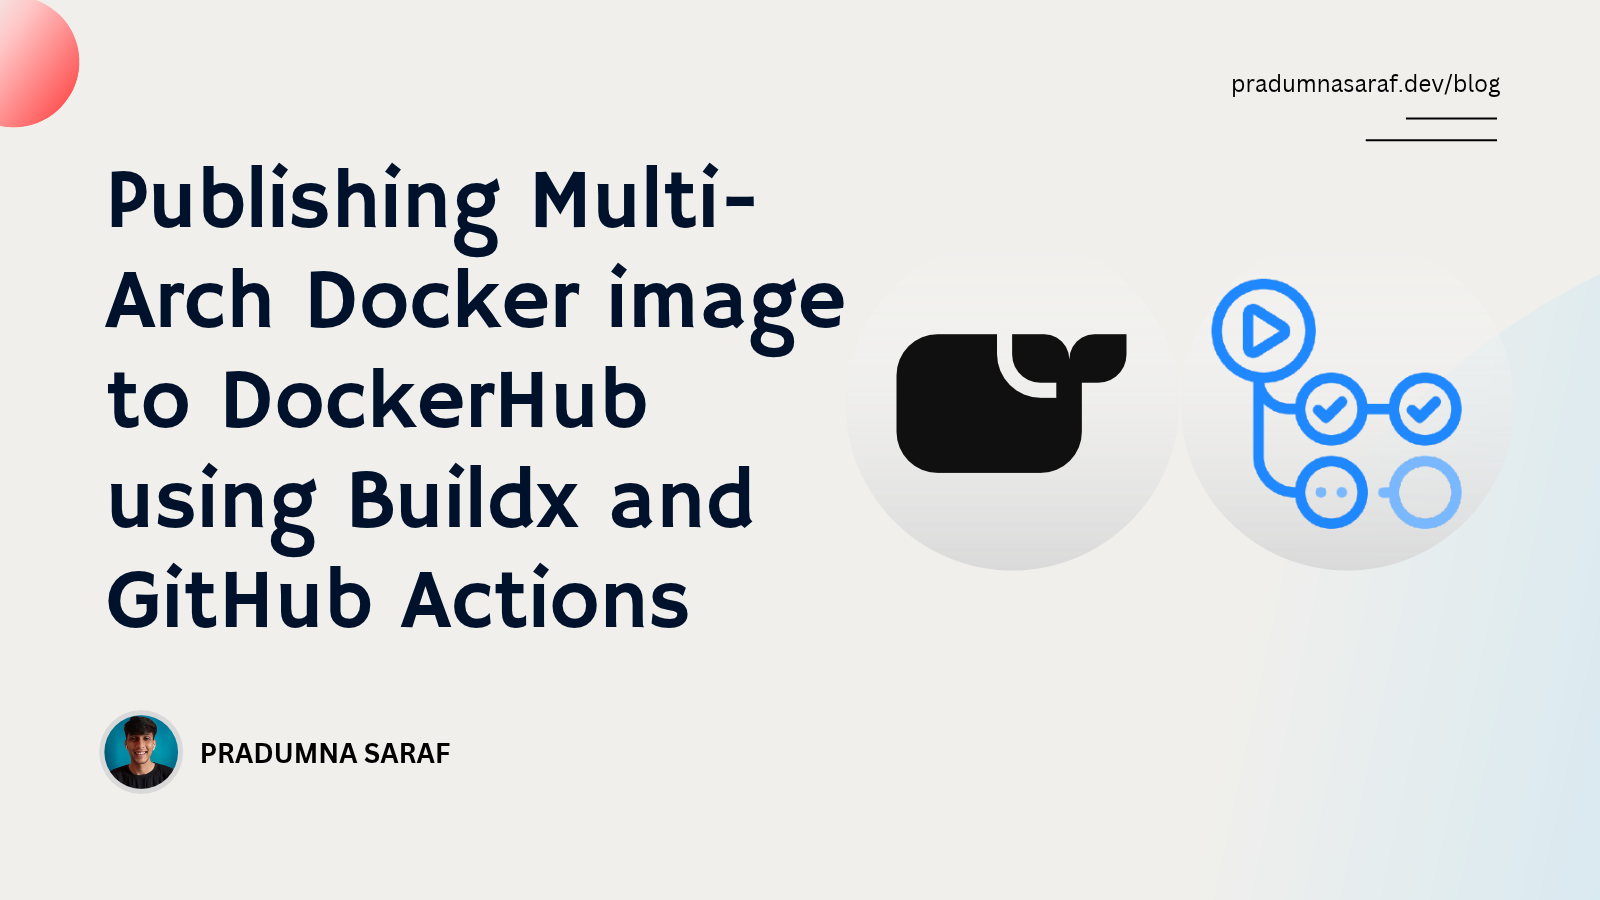 pradumnasaraf.dev/blog
Publishing Multi-
Arch Docker image
to DockerHub
using Buildx and
GitHub Actions
PRADUMNA SARAF